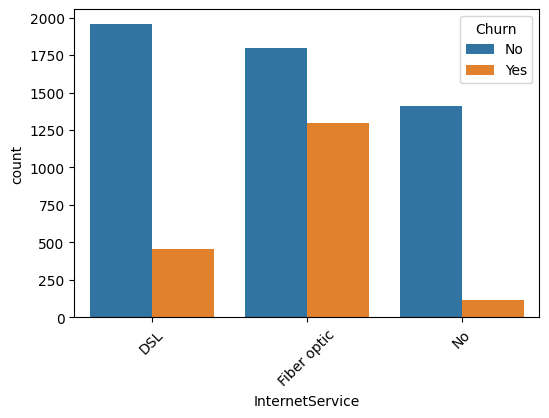 2000
1750
1500
1250
1000
750
500
250
0
count
Churn
No
Yes
DSL
Fiber optic
No
InternetService